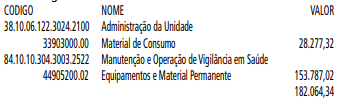 CODIGO NOME VALOR
38.10.06.122.3024.2100 Administração da Unidade
33903000.00 Material de Consumo 28.277,32
84.10.10.304.3003.2522 Manutenção e Operação de Vigilância em Saúde
44905200.02 Equipamentos e Material Permanente 153.787,02
182.064,34